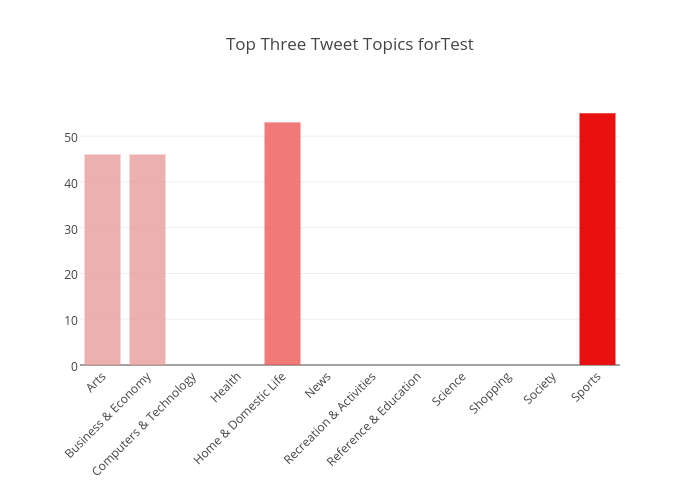 Top Three Tweet Topics forTest
50
40
30
20
10
0
Arts
Business & Economy
Computers & Technology
Health
Home & Domestic Life
News
Recreation & Activities
Reference & Education
Science
Shopping
Society
Sports